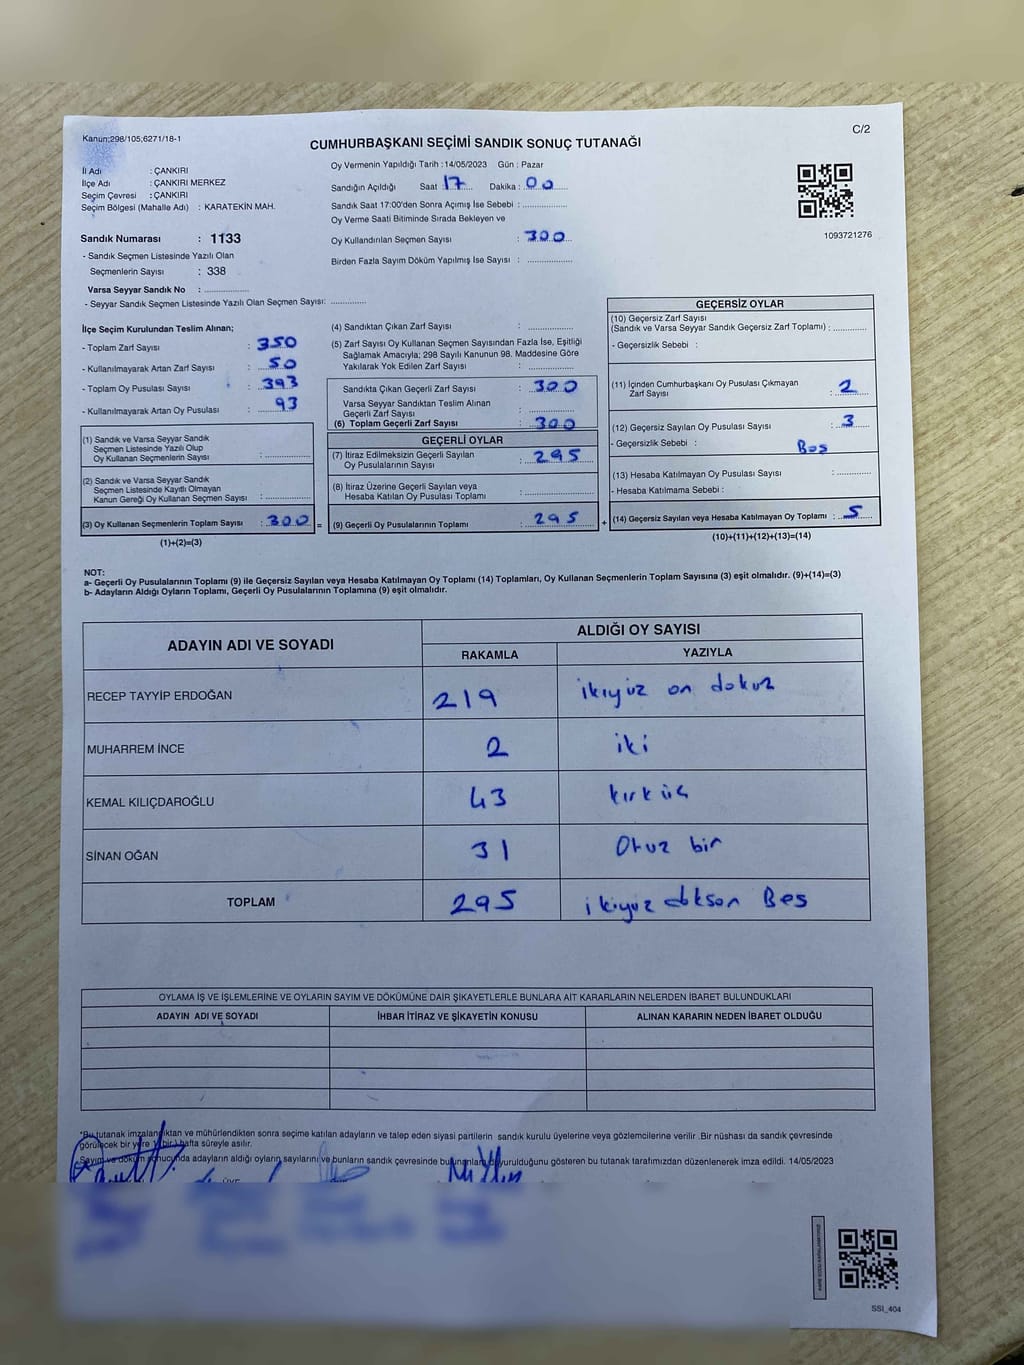 Kanun;298/105;6271/18-1
C/2
CUMHURBAŞKANI SEÇİMİ SANDIK SONUÇ TUTANAĞI
İl Adı : ÇANKIRI
İlçe Adı : ÇANKIRI MERKEZ
Seçim Çevresi : ÇANKIRI
Seçim Bölgesi (Mahalle Adı) : KARATEKİN MAH.
Sandık Numarası : 1133
- Sandık Seçmen Listesinde Yazılı Olan
Seçmenlerin Sayısı : 338
Varsa Seyyar Sandık No : ....................
- Seyyar Sandık Seçmen Listesinde Yazılı Olan Seçmen Sayısı: ................
Oy Vermenin Yapıldığı Tarih : 14/05/2023 Gün : Pazar
Sandığın Açıldığı Saat 17 Dakika : 00
Sandık Saat 17:00'den Sonra Açımış İse Sebebi : ....................
Oy Verme Saati Bitiminde Sırada Bekleyen ve
Oy Kullandırılan Seçmen Sayısı : 300
Birden Fazla Sayım Döküm Yapılmış İse Sayısı : ....................
1093721276
İlçe Seçim Kurulundan Teslim Alınan;
- Toplam Zarf Sayısı : 350
- Kullanılmayarak Artan Zarf Sayısı : 50
- Toplam Oy Pusulası Sayısı : 393
- Kullanılmayarak Artan Oy Pusulası : 93
(1) Sandık ve Varsa Seyyar Sandık
Seçmen Listesinde Yazılı Olup
Oy Kullanan Seçmenlerin Sayısı : ....................
(2) Sandık ve Varsa Seyyar Sandık
Seçmen Listesinde Kayıtlı Olmayan
Kanun Gereği Oy Kullanan Seçmen Sayısı : ....................
(3) Oy Kullanan Seçmenlerin Toplam Sayısı : 300 =
(1)+(2)=(3)
(4) Sandıktan Çıkan Zarf Sayısı : ....................
(5) Zarf Sayısı Oy Kullanan Seçmen Sayısından Fazla İse, Eşitliği
Sağlamak Amacıyla; 298 Sayılı Kanunun 98. Maddesine Göre
Yakılarak Yok Edilen Zarf Sayısı : ....................
Sandıkta Çıkan Geçerli Zarf Sayısı : 300
Varsa Seyyar Sandıktan Teslim Alınan
Geçerli Zarf Sayısı : ....................
(6) Toplam Geçerli Zarf Sayısı : 300
GEÇERLİ OYLAR
(7) İtiraz Edilmeksizin Geçerli Sayılan
Oy Pusulalarının Sayısı : 295
(8) İtiraz Üzerine Geçerli Sayılan veya
Hesaba Katılan Oy Pusulası Toplamı : ....................
(9) Geçerli Oy Pusulalarının Toplamı : 295 +
GEÇERSİZ OYLAR
(10) Geçersiz Zarf Sayısı
(Sandık ve Varsa Seyyar Sandık Geçersiz Zarf Toplamı) : ............
- Geçersizlik Sebebi :
(11) İçinden Cumhurbaşkanı Oy Pusulası Çıkmayan
Zarf Sayısı : 2
(12) Geçersiz Sayılan Oy Pusulası Sayısı : 3
- Geçersizlik Sebebi : Boş
(13) Hesaba Katılmayan Oy Pusulası Sayısı : ............
- Hesaba Katılmama Sebebi :
(14) Geçersiz Sayılan veya Hesaba Katılmayan Oy Toplamı : 5
(10)+(11)+(12)+(13)=(14)
NOT:
a- Geçerli Oy Pusulalarının Toplamı (9) ile Geçersiz Sayılan veya Hesaba Katılmayan Oy Toplamı (14) Toplamları, Oy Kullanan Seçmenlerin Toplam Sayısına (3) eşit olmalıdır. (9)+(14)=(3)
b- Adayların Aldığı Oyların Toplamı, Geçerli Oy Pusulalarının Toplamına (9) eşit olmalıdır.
ADAYIN ADI VE SOYADI ALDIĞI OY SAYISI
RAKAMLA YAZIYLA
RECEP TAYYİP ERDOĞAN 219 ikiyüz on dokuz
MUHARREM İNCE 2 iki
KEMAL KILIÇDAROĞLU 43 kırk üç
SİNAN OĞAN 31 Otuz bir
TOPLAM 295 ikiyüz doksan Beş
OYLAMA İŞ VE İŞLEMLERİNE VE OYLARIN SAYIM VE DÖKÜMÜNE DAİR ŞİKAYETLERLE BUNLARA AİT KARARLARIN NELERDEN İBARET BULUNDUKLARI
ADAYIN ADI VE SOYADI İHBAR İTİRAZ VE ŞİKAYETİN KONUSU ALINAN KARARIN NEDEN İBARET OLDUĞU
*Bu tutanak imzalandıktan ve mühürlendikten sonra seçime katılan adayların ve talep eden siyasi partilerin sandık kurulu üyelerine veya gözlemcilerine verilir .Bir nüshası da sandık çevresinde
görülecek bir yere 1( bir ) hafta süreyle asılır.
Sayım ve döküm sonucunda adayların aldığı oyların sayılarını ve bunların sandık çevresinde duyurulduğunu gösteren bu tutanak tarafımızdan düzenlenerek imza edildi. 14/05/2023
ÜYE
SSI_404